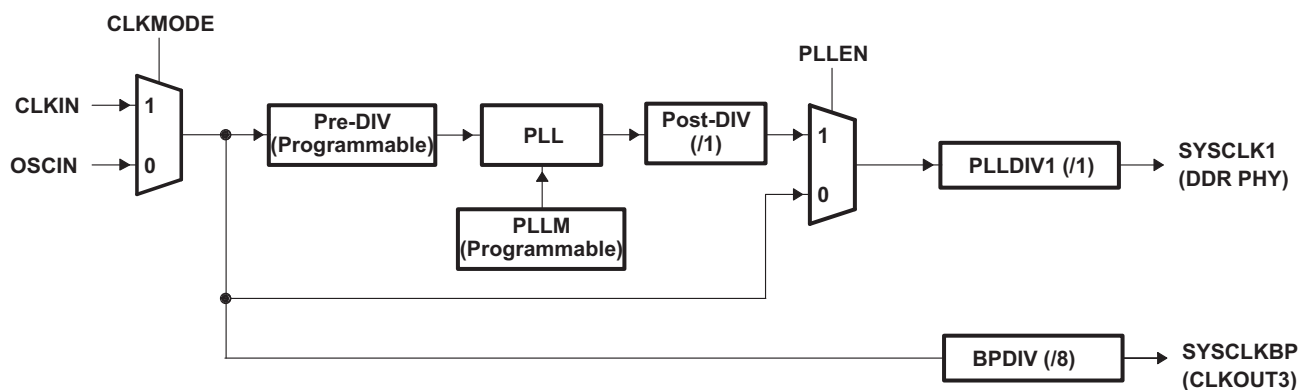 CLKMODE
CLKIN
1
OSCIN
0
Pre-DIV
(Programmable)
PLL
PLLM
(Programmable)
Post-DIV
(/1)
PLLEN
1
0
PLLDIV1 (/1)
SYSCLK1
(DDR PHY)
BPDIV (/8)
SYSCLKBP
(CLKOUT3)